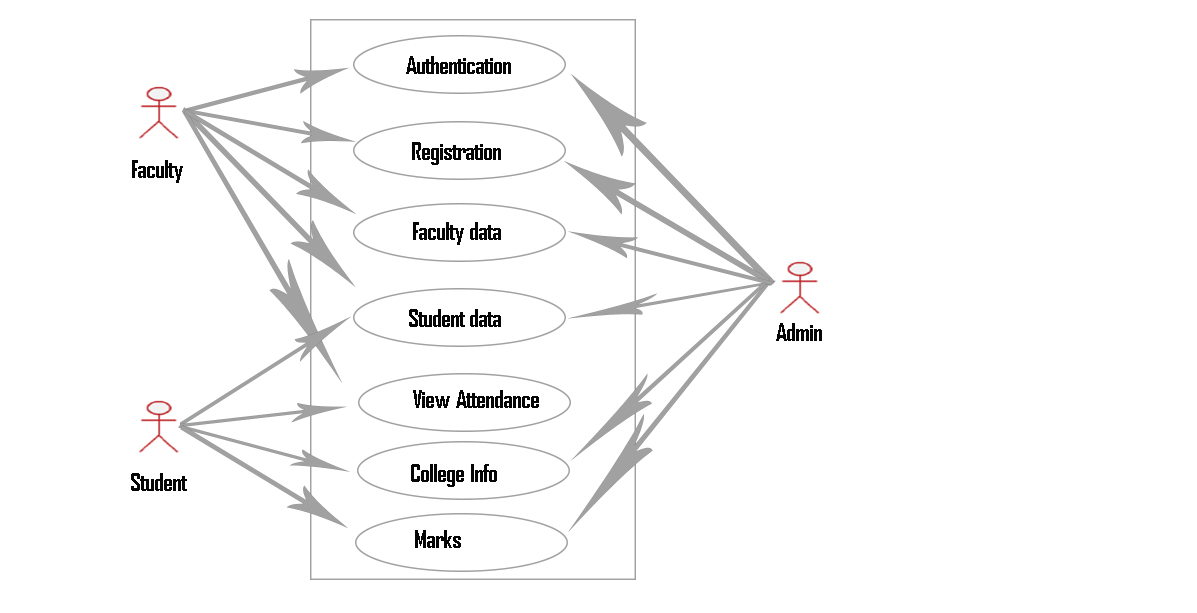 Authentication
Faculty
Registration
Faculty data
Student data
Admin
View Attendance
College Info
Student
Marks